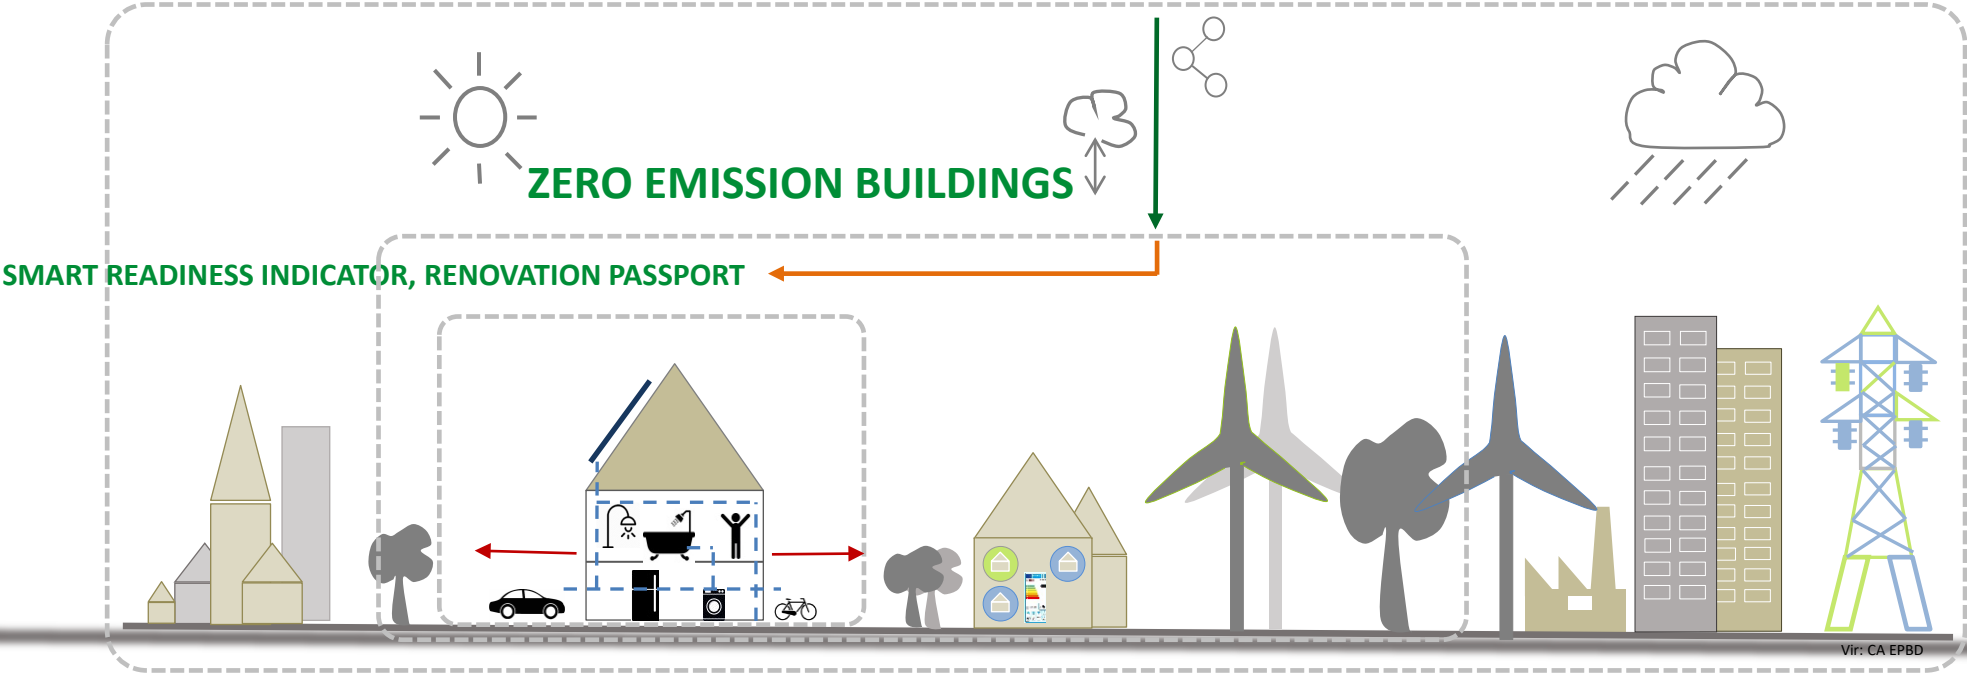 ZERO EMISSION BUILDINGS
SMART READINESS INDICATOR, RENOVATION PASSPORT
Vir: CA EPBD